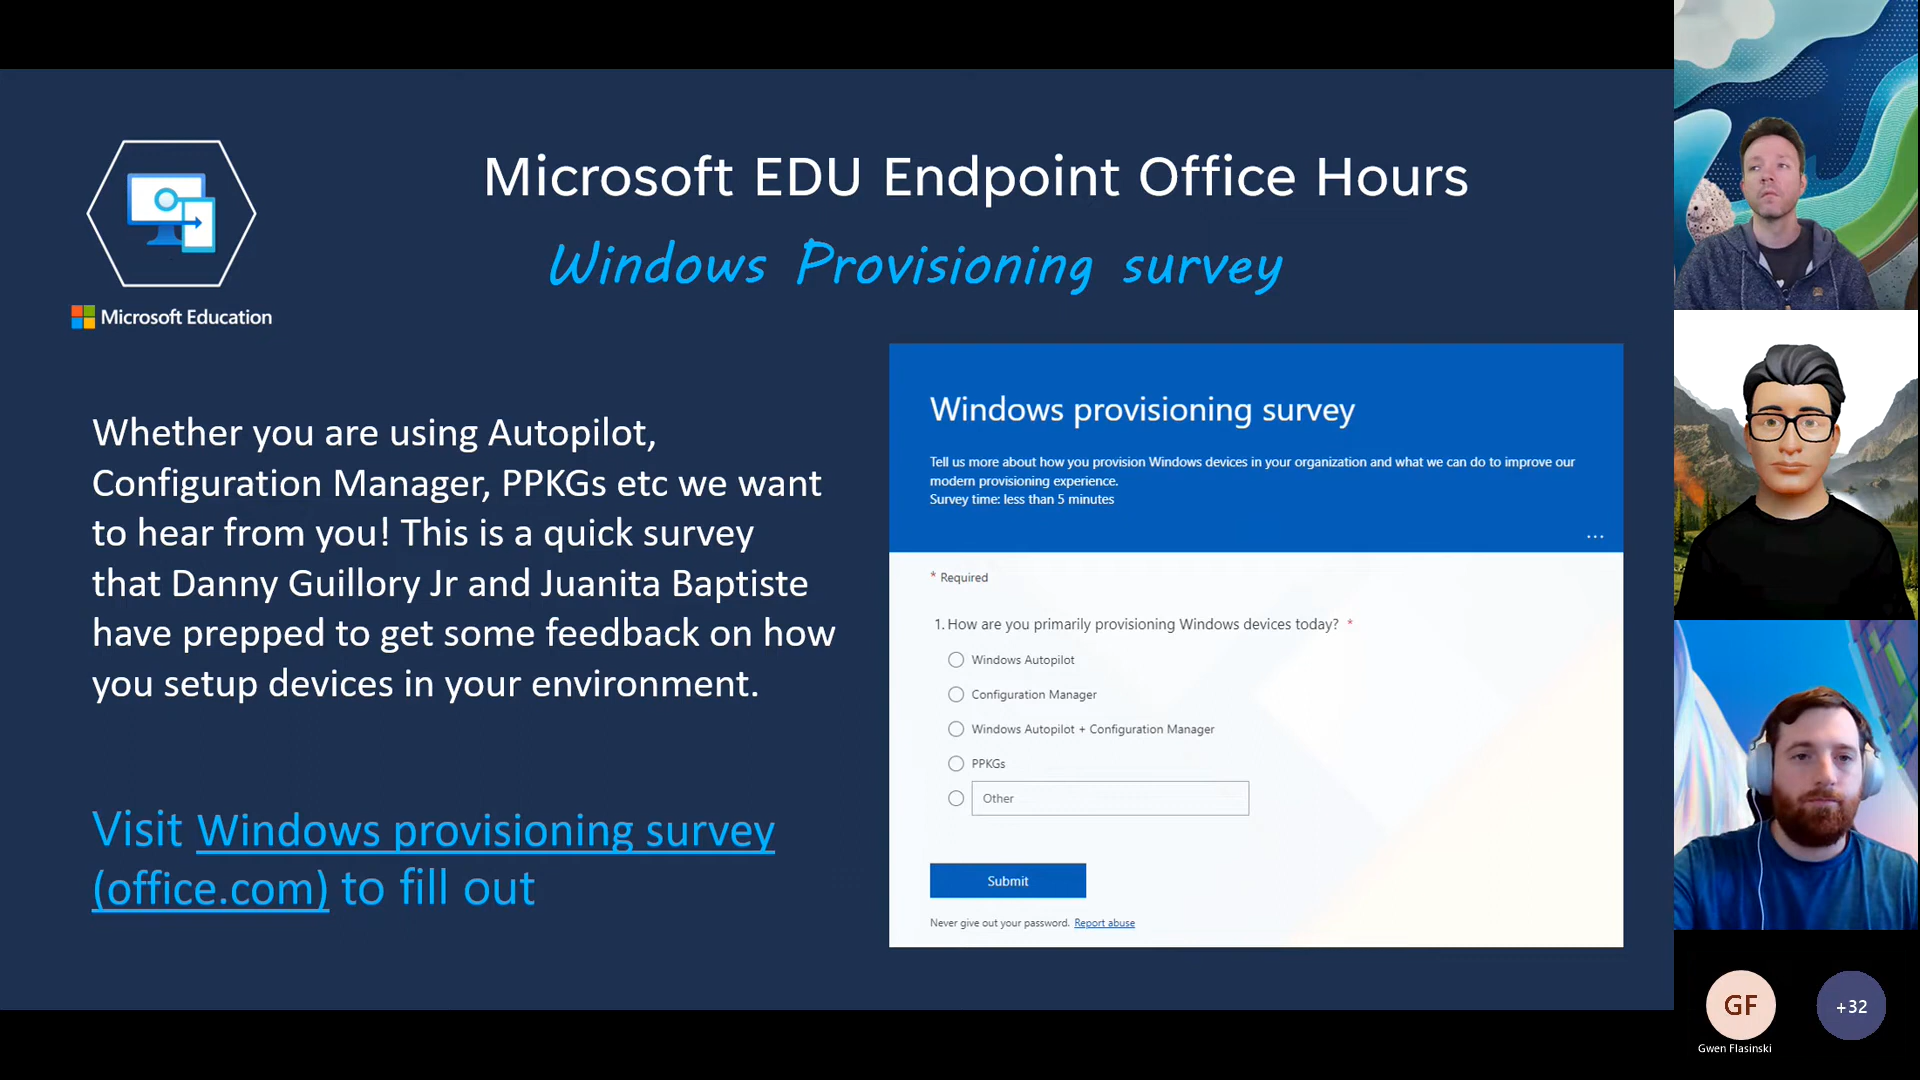 Microsoft EDU Endpoint Office Hours
Windows Provisioning survey
Microsoft Education
Whether you are using Autopilot,
Configuration Manager, PPKGs etc we want
to hear from you! This is a quick survey
that Danny Guillory Jr and Juanita Baptiste
have prepped to get some feedback on how
you setup devices in your environment.
Visit Windows provisioning survey
(office.com) to fill out
Windows provisioning survey
Tell us more about how you provision Windows devices in your organization and what we can do to improve our
modern provisioning experience.
Survey time: less than 5 minutes
...
* Required
1. How are you primarily provisioning Windows devices today? *
Windows Autopilot
Configuration Manager
Windows Autopilot + Configuration Manager
PPKGs
Other
Submit
Never give out your password. Report abuse
GF
+32
Gwen Flasinski